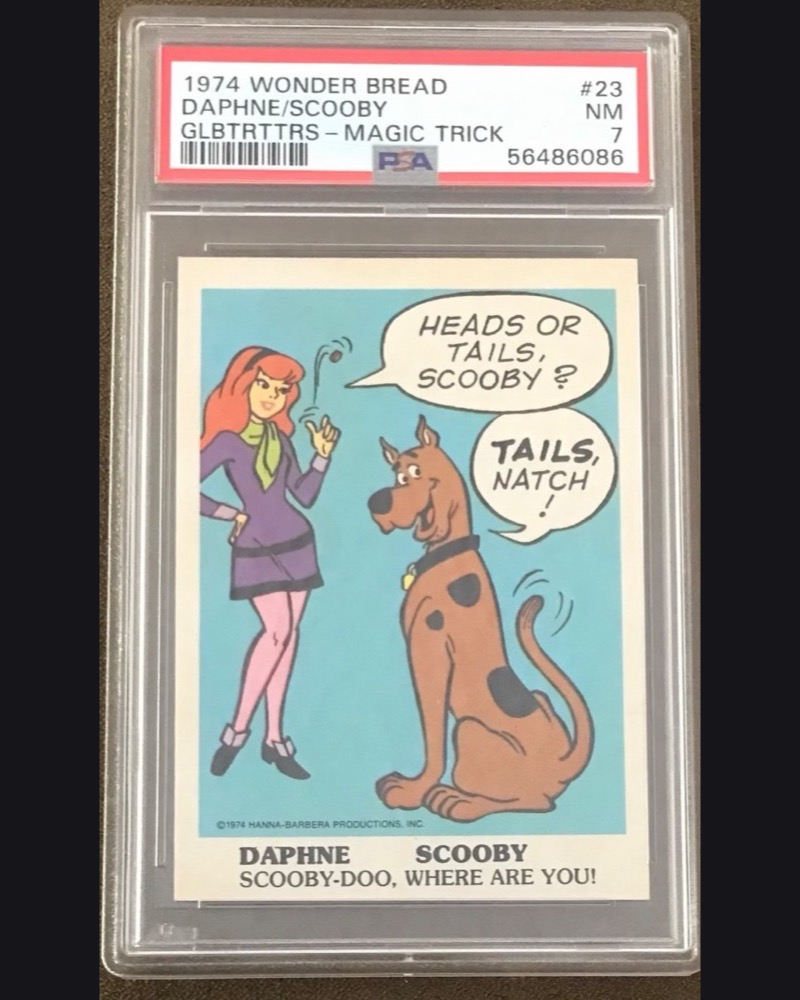 1974 WONDER BREAD #23
DAPHNE/SCOOBY NM
GLBTRTTRS - MAGIC TRICK 7
PSA 56486086
HEADS OR
TAILS,
SCOOBY ?
TAILS,
NATCH
!
©1974 HANNA-BARBERA PRODUCTIONS, INC.
DAPHNE SCOOBY
SCOOBY-DOO, WHERE ARE YOU!